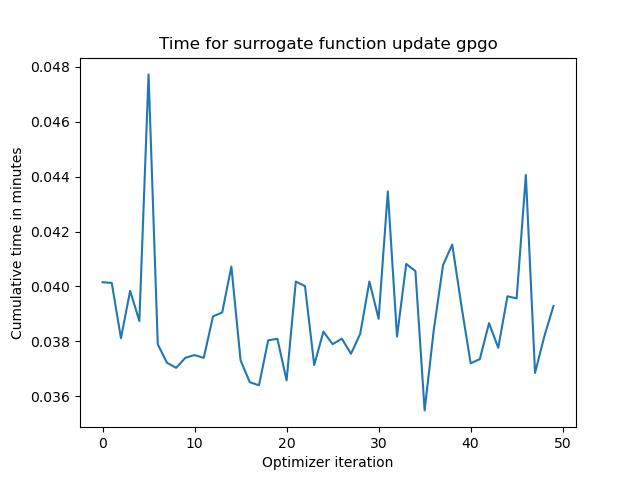 Time for surrogate function update gpgo
Cumulative time in minutes
0.048
0.046
0.044
0.042
0.040
0.038
0.036
0 10 20 30 40 50
Optimizer iteration